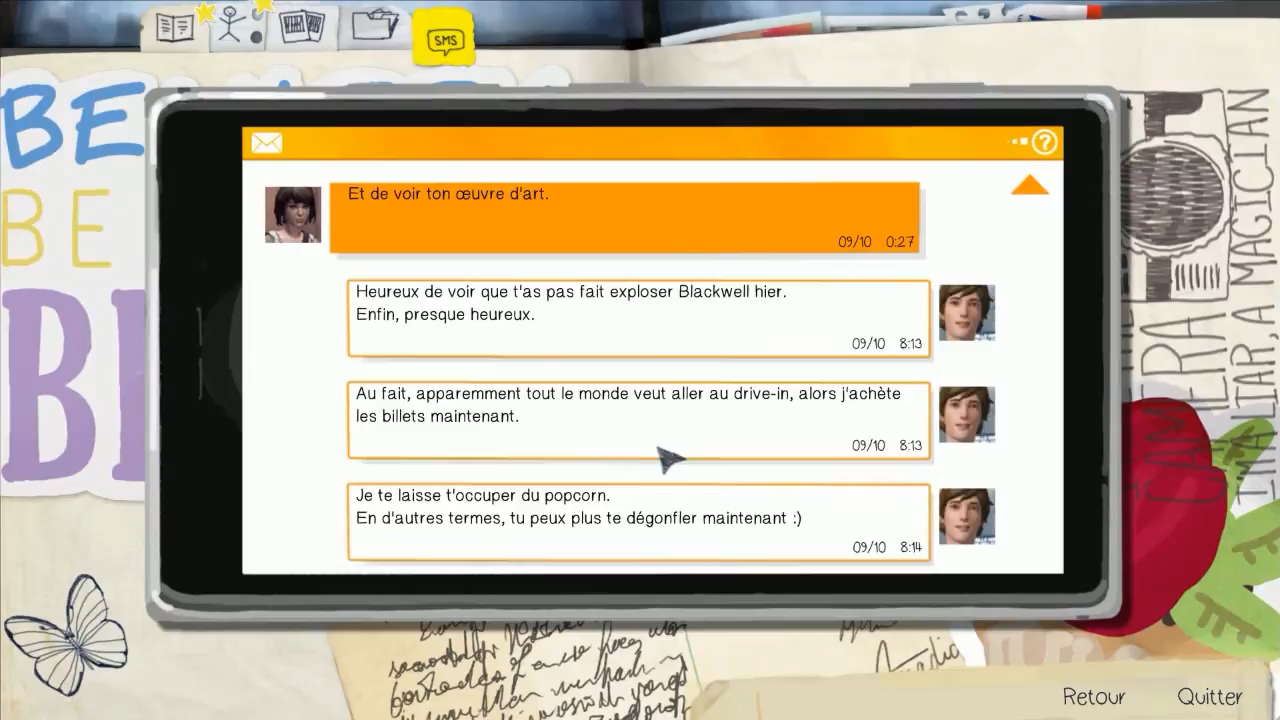 SMS
BE
BE
Et de voir ton œuvre d'art.
09/10 0:27
Heureux de voir que t'as pas fait exploser Blackwell hier.
Enfin, presque heureux.
09/10 8:13
Au fait, apparemment tout le monde veut aller au drive-in, alors j'achète
les billets maintenant.
09/10 8:13
Je te laisse t'occuper du popcorn.
En d'autres termes, tu peux plus te dégonfler maintenant :)
09/10 8:14
LIAR, A MAGICIAN
Retour Quitter